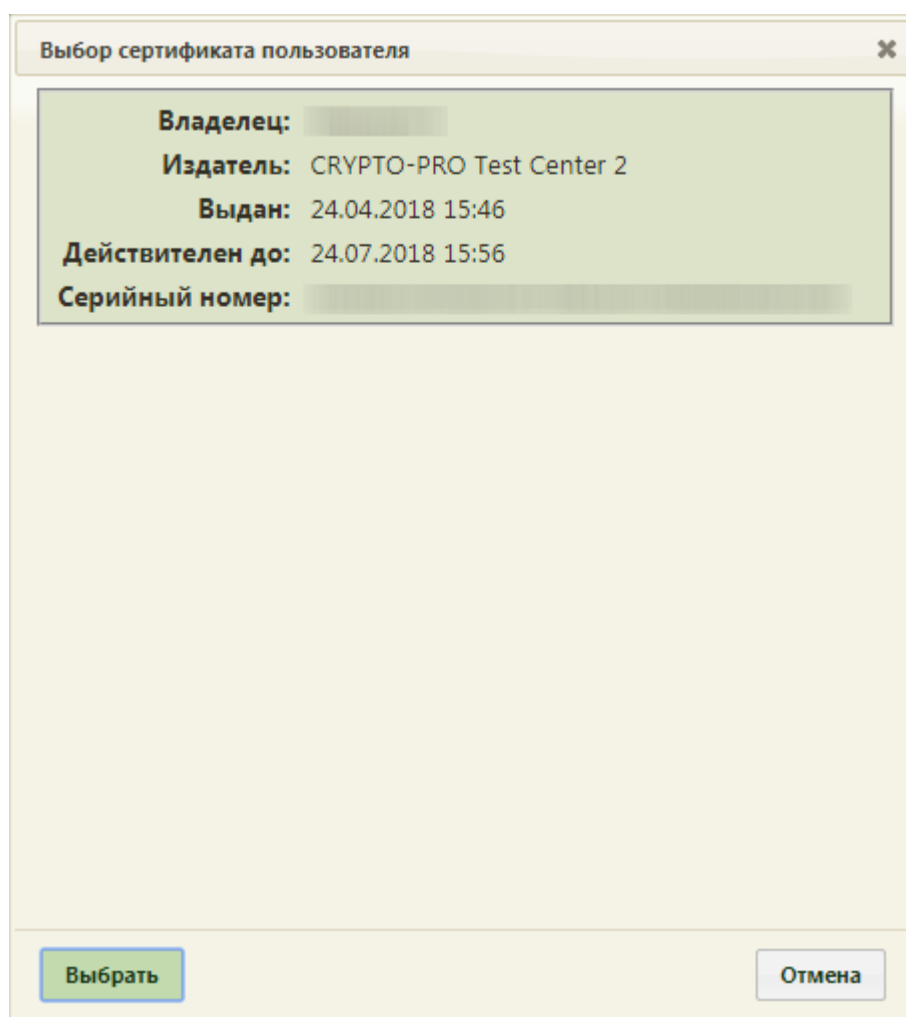 Выбор сертификата пользователя
Владелец:
Издатель: CRYPTO-PRO Test Center 2
Выдан: 24.04.2018 15:46
Действителен до: 24.07.2018 15:56
Серийный номер:
Выбрать
Отмена